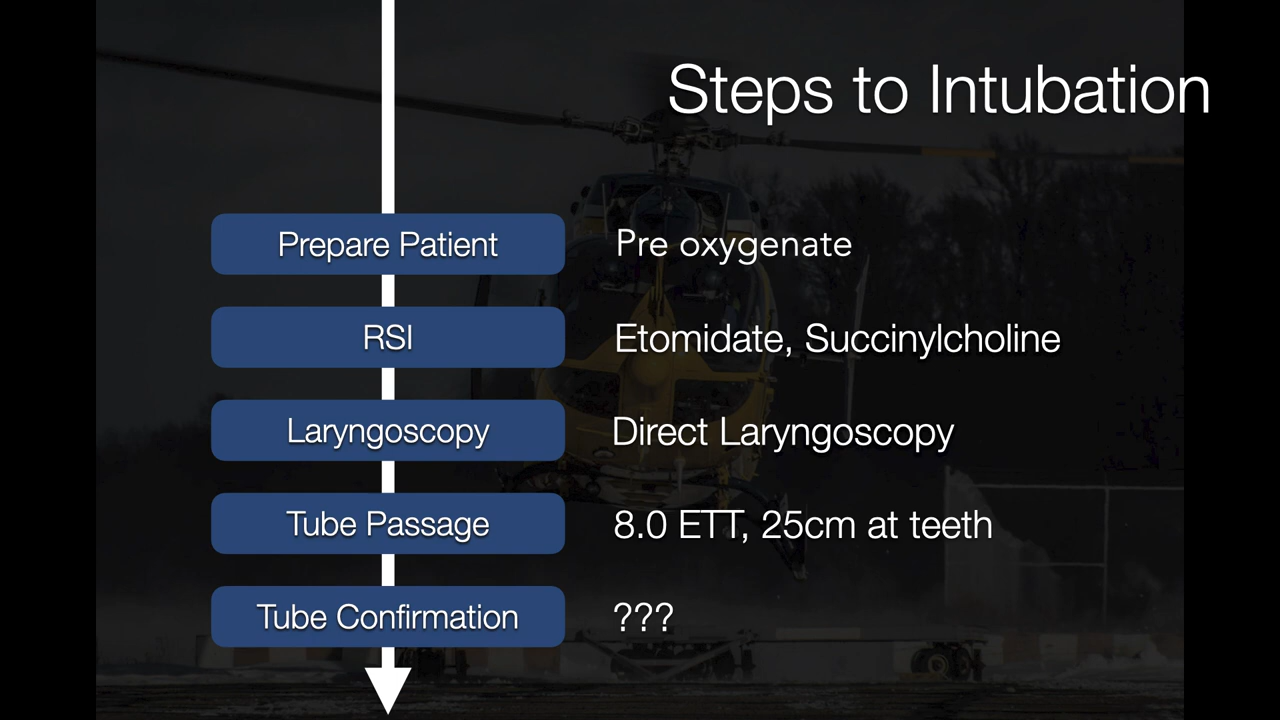 Steps to Intubation
Prepare Patient
Pre oxygenate
RSI
Etomidate, Succinylcholine
Laryngoscopy
Direct Laryngoscopy
Tube Passage
8.0 ETT, 25cm at teeth
Tube Confirmation
???